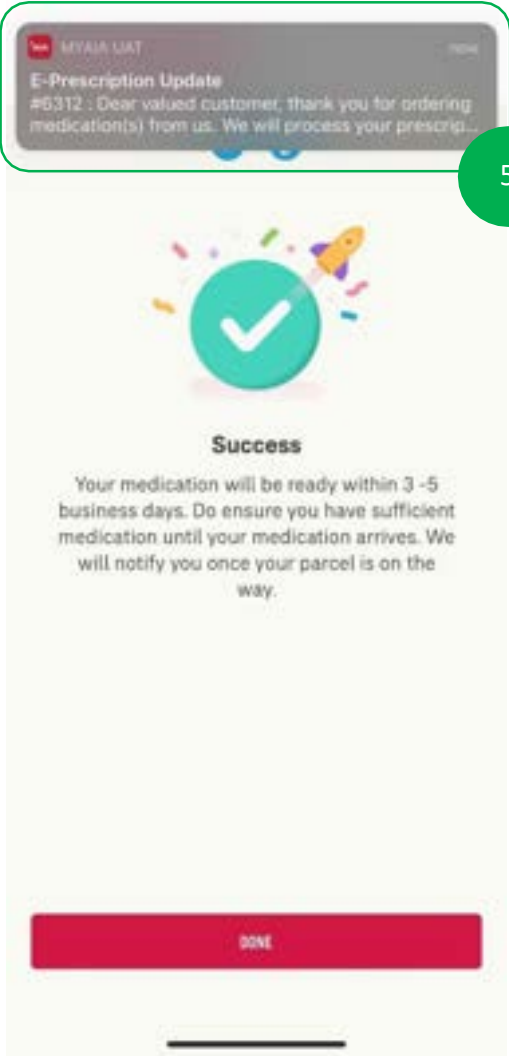 MYAIA UAT now
E-Prescription Update
#6312 : Dear valued customer, thank you for ordering
medication(s) from us. We will process your prescrip...
5
Success
Your medication will be ready within 3 -5
business days. Do ensure you have sufficient
medication until your medication arrives. We
will notify you once your parcel is on the
way.
DONE